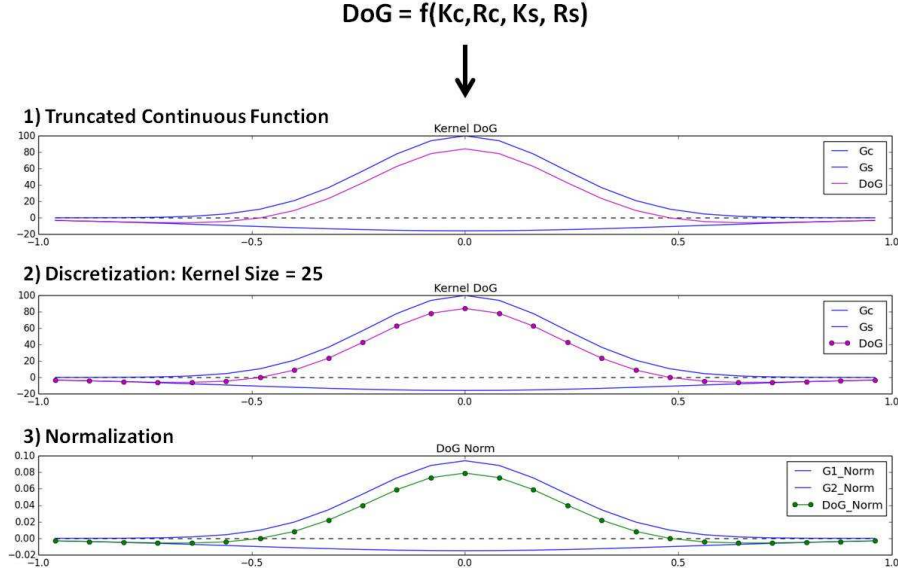 DoG = f(Kc,Rc, Ks, Rs)
1) Truncated Continuous Function
Kernel DoG
100
80
60
40
20
0
−20
−1.0
−0.5
0.0
0.5
1.0
Gc
Gs
DoG
2) Discretization: Kernel Size = 25
Kernel DoG
100
80
60
40
20
0
−20
−1.0
−0.5
0.0
0.5
1.0
Gc
Gs
DoG
3) Normalization
DoG Norm
0.10
0.08
0.06
0.04
0.02
0.00
−0.02
−1.0
−0.5
0.0
0.5
1.0
G1_Norm
G2_Norm
DoG_Norm